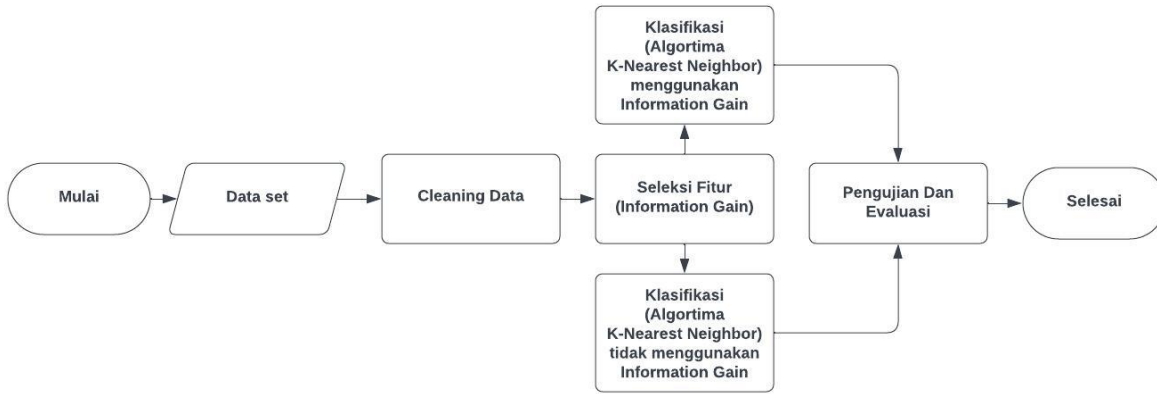 Mulai
Data set
Cleaning Data
Seleksi Fitur
(Information Gain)
Klasifikasi
(Algortima
K-Nearest Neighbor)
menggunakan
Information Gain
Klasifikasi
(Algortima
K-Nearest Neighbor)
tidak menggunakan
Information Gain
Pengujian Dan
Evaluasi
Selesai